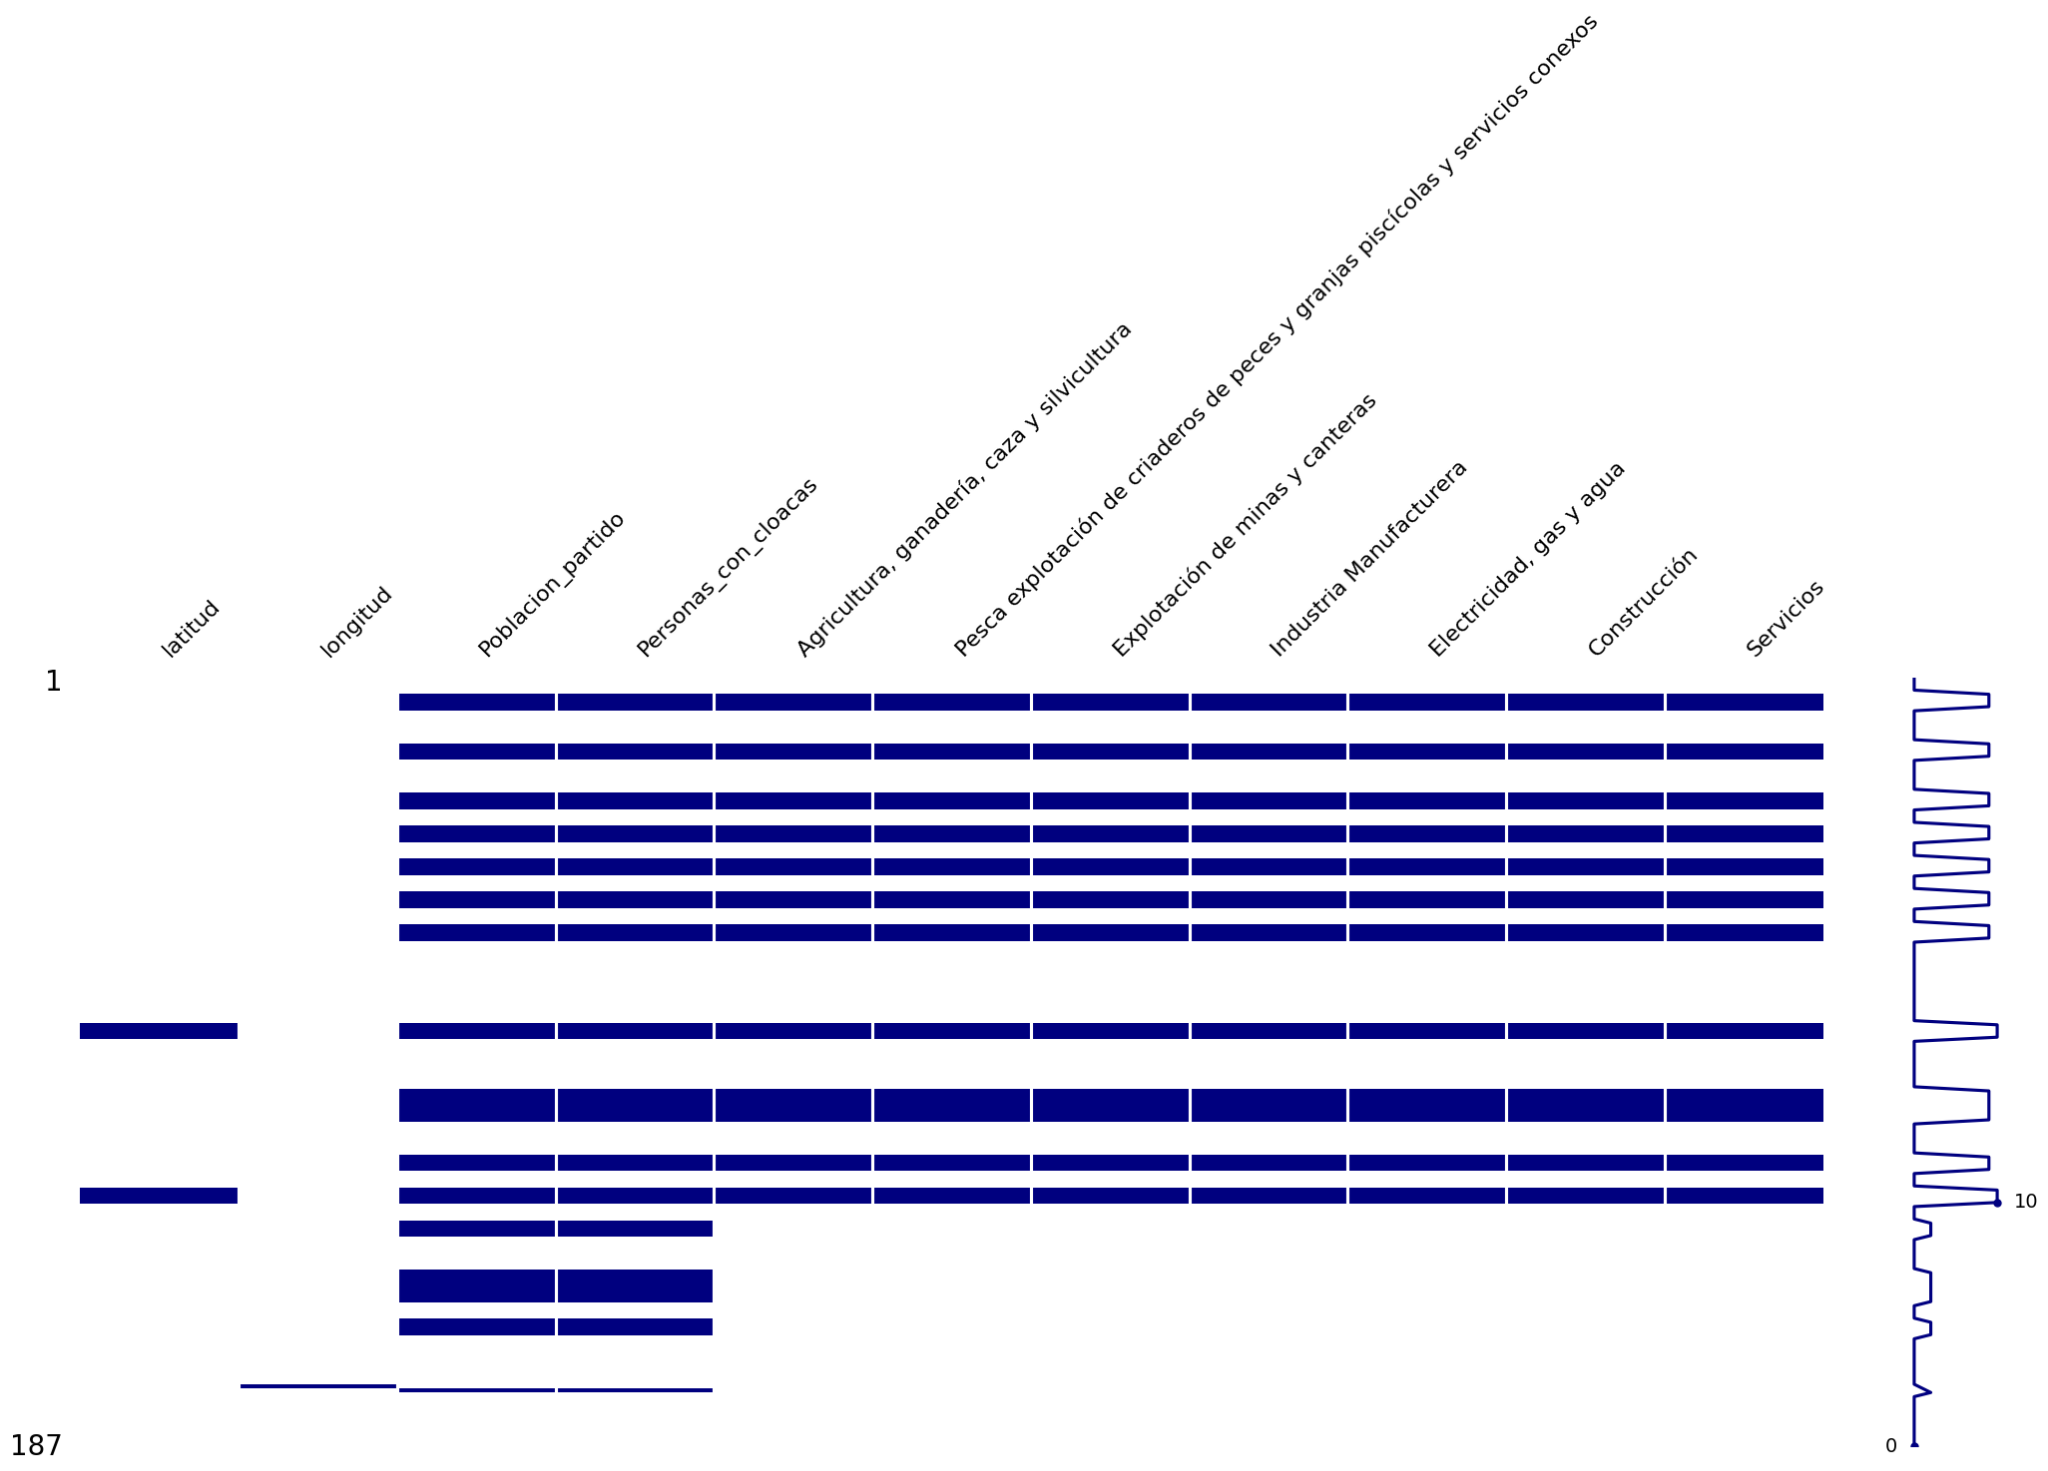 latitud
longitud
Poblacion_partido
Personas_con_cloacas
Agricultura, ganadería, caza y silvicultura
Pesca explotación de criaderos de peces y granjas piscícolas y servicios conexos
Explotación de minas y canteras
Industria Manufacturera
Electricidad, gas y agua
Construcción
Servicios
1
10
187
0